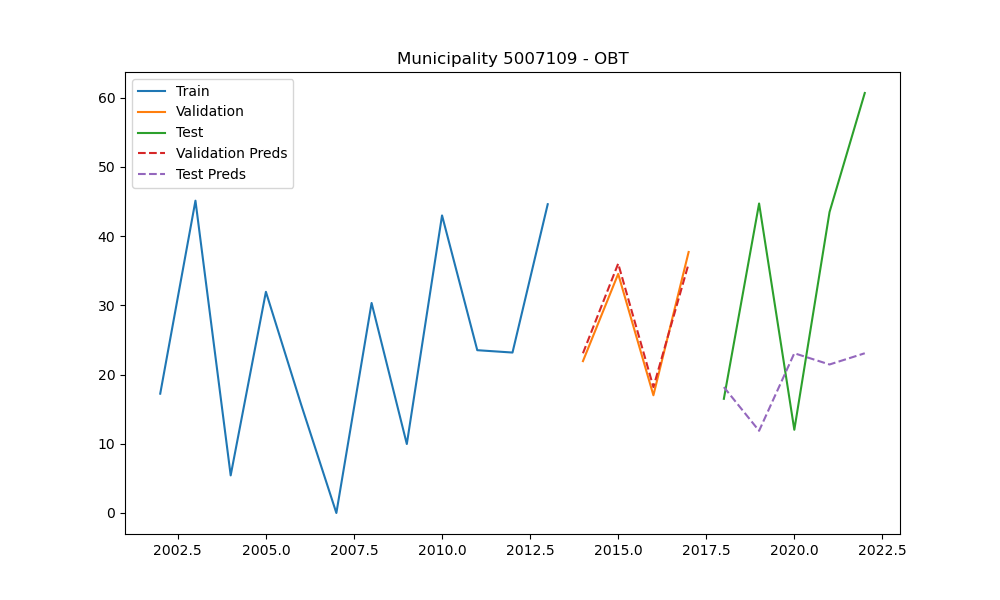 Municipality 5007109 - OBT
Train
Validation
Test
Validation Preds
Test Preds
60
50
40
30
20
10
0
2002.5 2005.0 2007.5 2010.0 2012.5 2015.0 2017.5 2020.0 2022.5